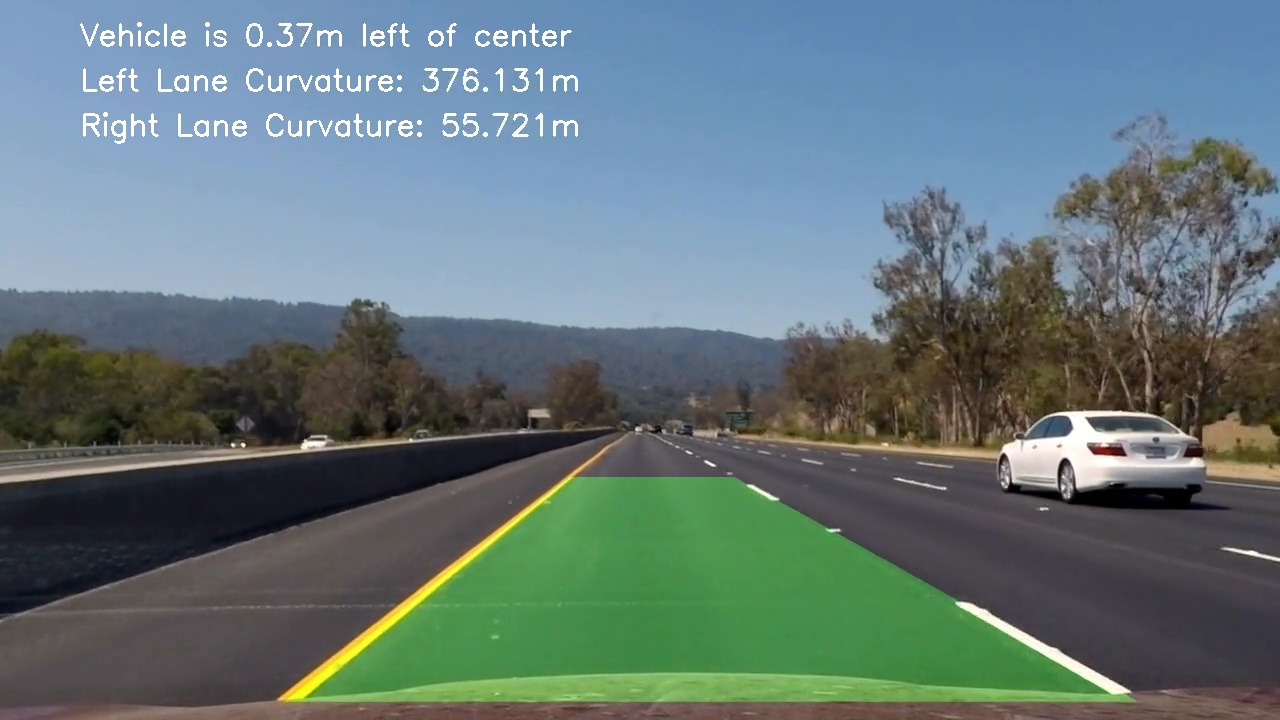 Vehicle is 0.37m left of center
Left Lane Curvature: 376.131m
Right Lane Curvature: 55.721m